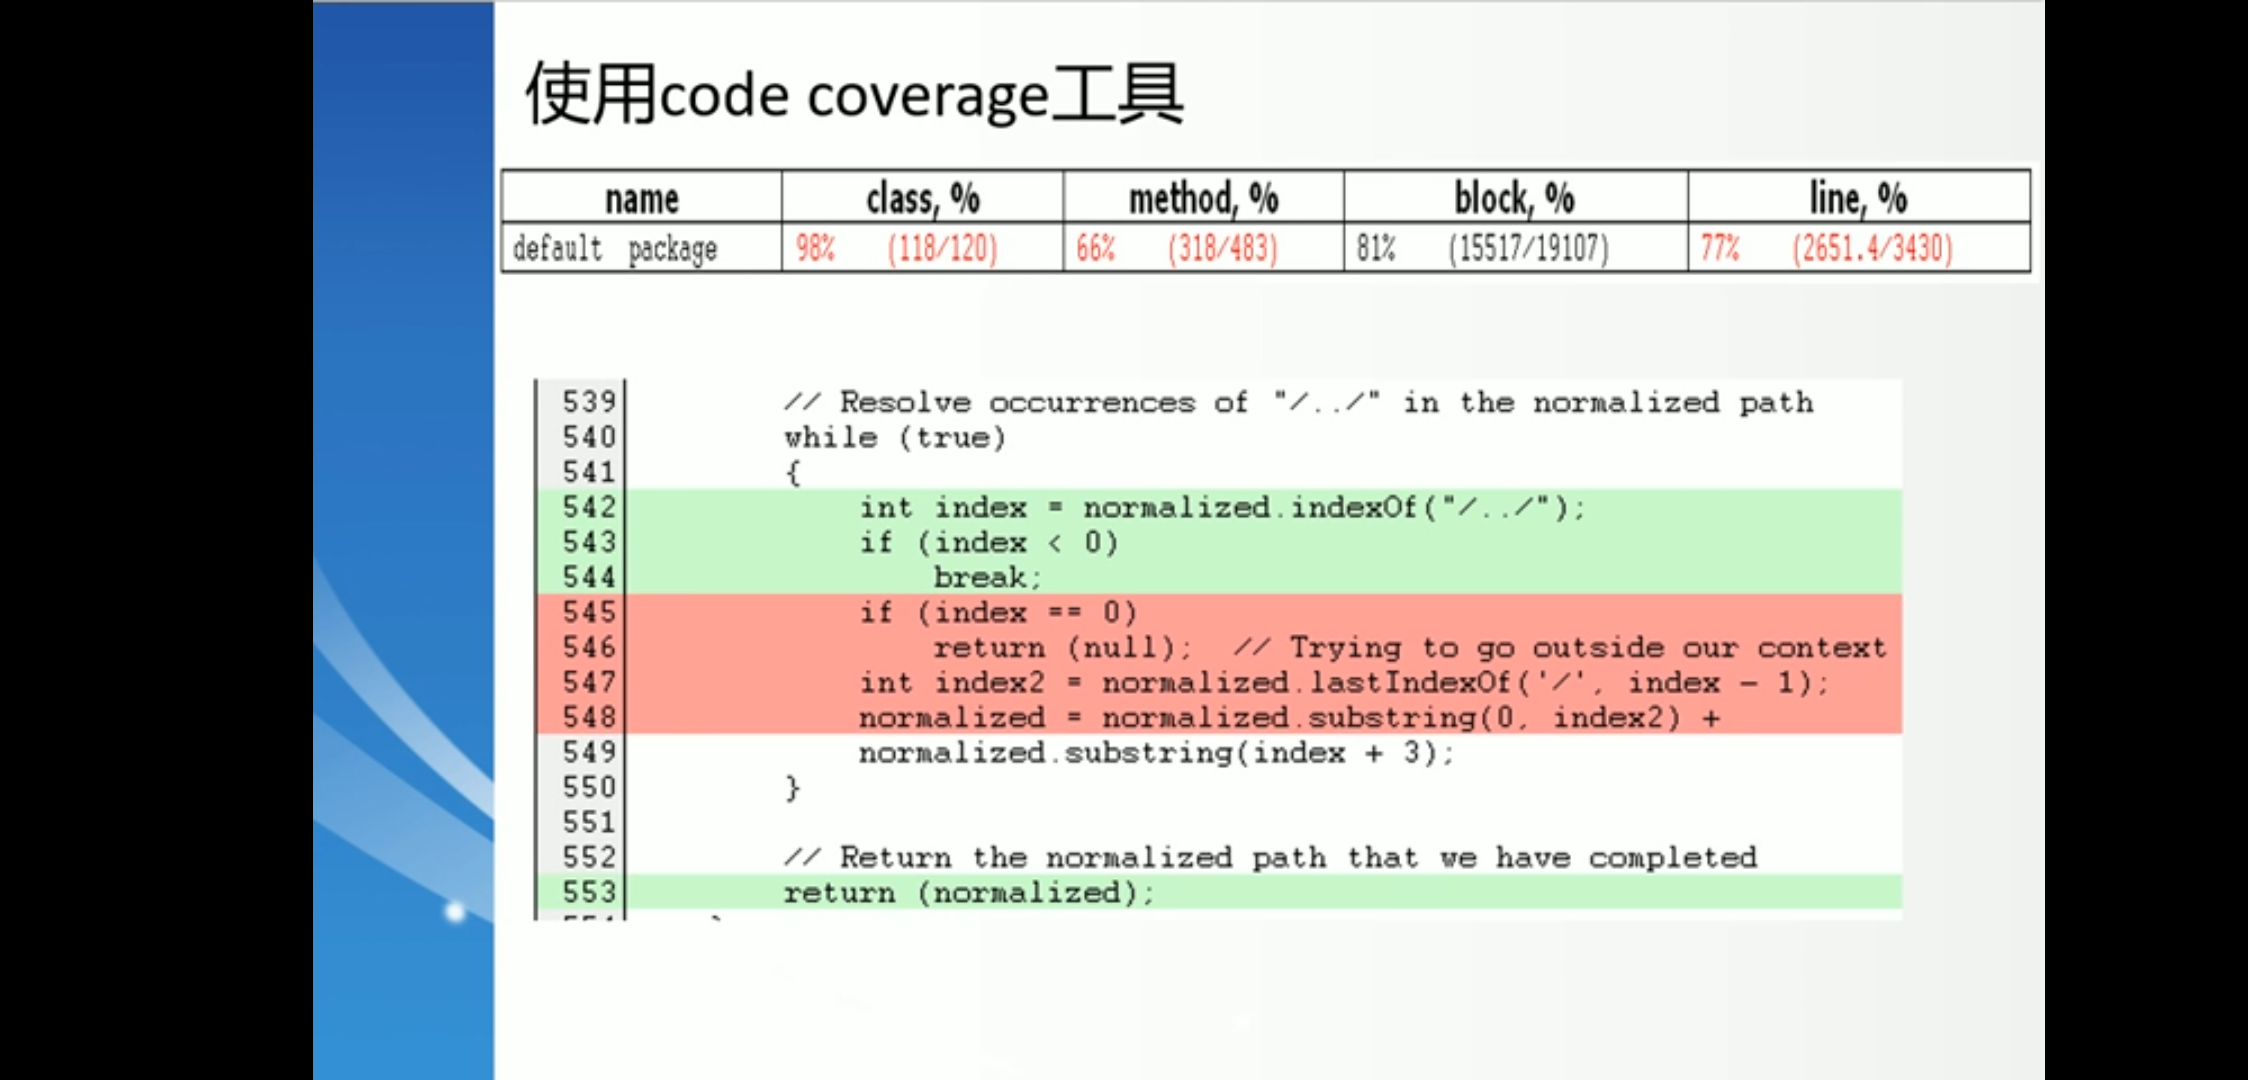 使用code coverage工具
name class, % method, % block, % line, %
default package 98% (118/120) 66% (318/483) 81% (15517/19107) 77% (2651.4/3430)
539 // Resolve occurrences of "/../" in the normalized path
540 while (true)
541 {
542 int index = normalized.indexOf("/../");
543 if (index < 0)
544 break;
545 if (index == 0)
546 return (null); // Trying to go outside our context
547 int index2 = normalized.lastIndexOf('/', index - 1);
548 normalized = normalized.substring(0, index2) +
549 normalized.substring(index + 3);
550 }
551
552 // Return the normalized path that we have completed
553 return (normalized);